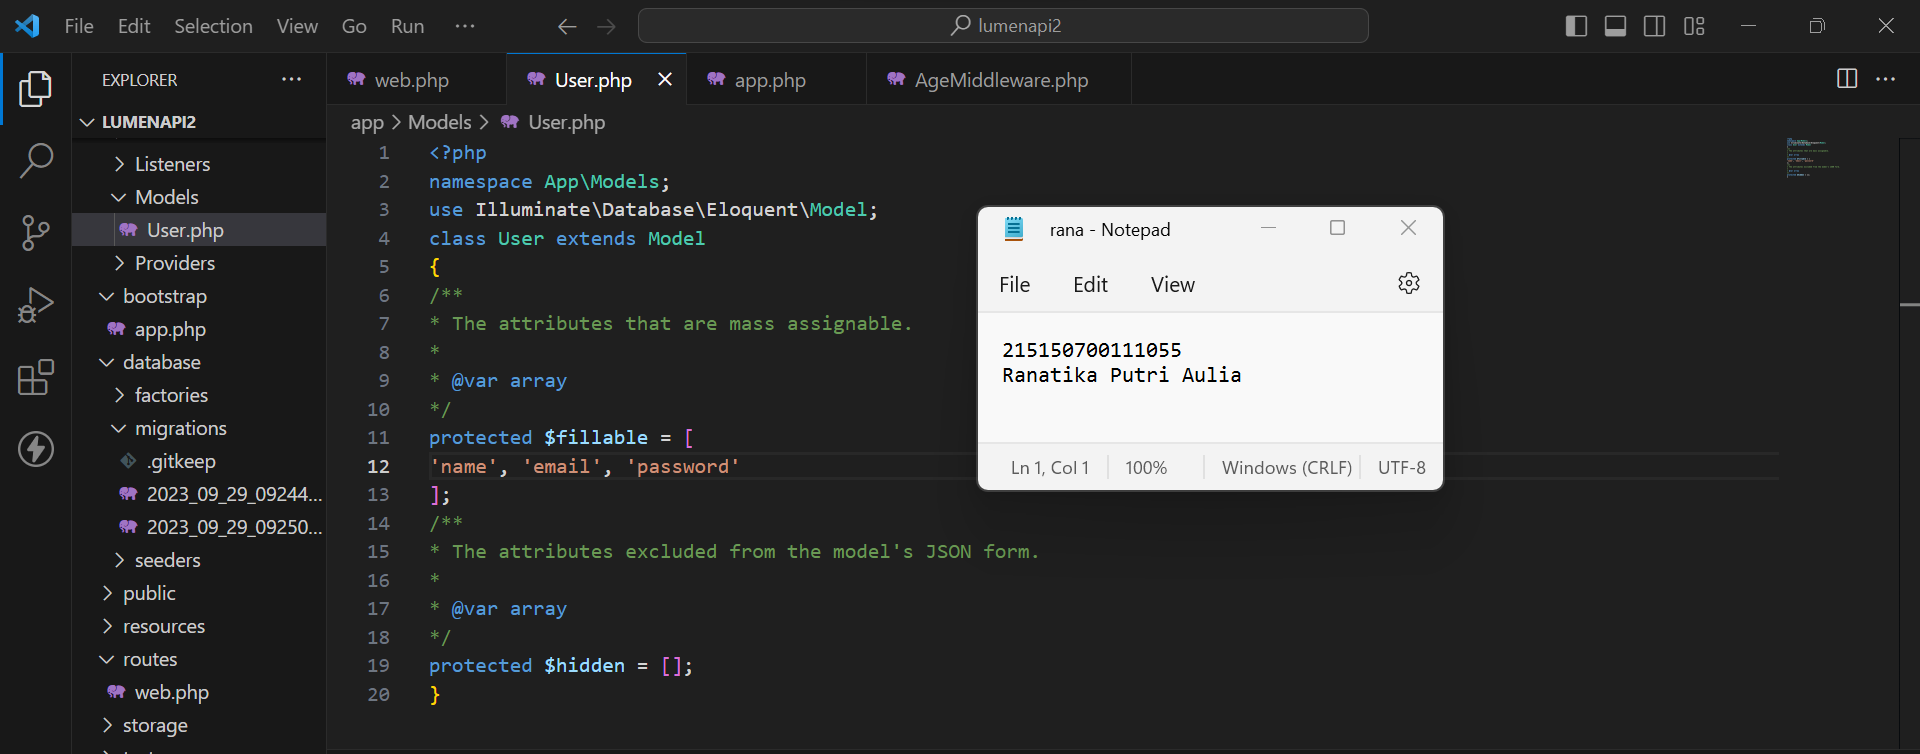 File Edit Selection View Go Run ... lumenapi2
EXPLORER ...
LUMENAPI2
Listeners
Models
User.php
Providers
bootstrap
app.php
database
factories
migrations
.gitkeep
2023_09_29_09244...
2023_09_29_09250...
seeders
public
resources
routes
web.php
storage
web.php User.php app.php AgeMiddleware.php
app > Models > User.php
1 <?php
2 namespace App\Models;
3 use Illuminate\Database\Eloquent\Model;
4 class User extends Model
5 {
6 /**
7 * The attributes that are mass assignable.
8 *
9 * @var array
10 */
11 protected $fillable = [
12 'name', 'email', 'password'
13 ];
14 /**
15 * The attributes excluded from the model's JSON form.
16 *
17 * @var array
18 */
19 protected $hidden = [];
20 }
rana - Notepad
File Edit View
215150700111055
Ranatika Putri Aulia
Ln 1, Col 1 100% Windows (CRLF) UTF-8